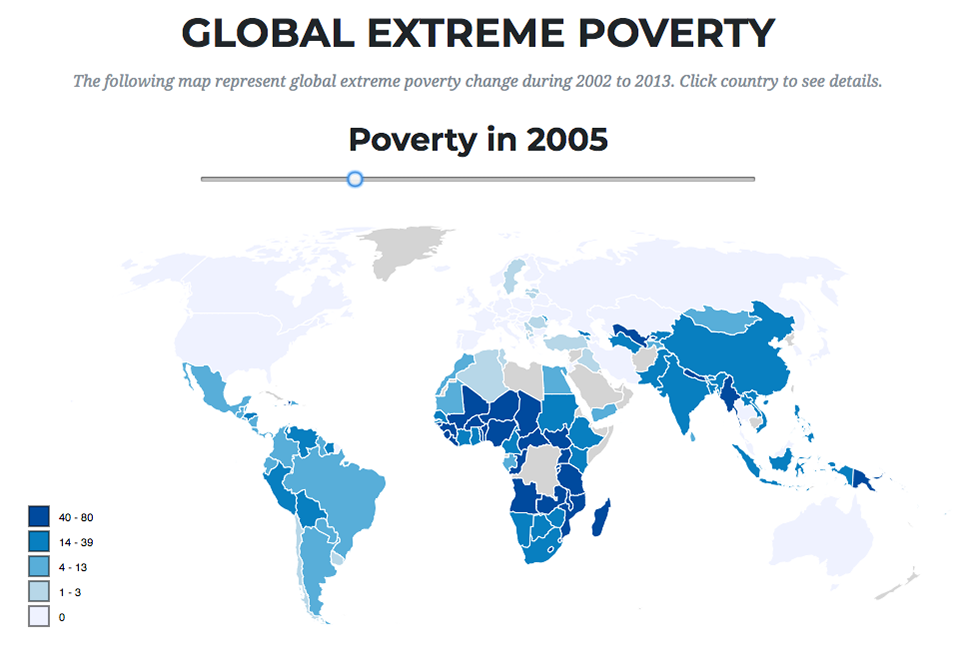 GLOBAL EXTREME POVERTY
The following map represent global extreme poverty change during 2002 to 2013. Click country to see details.
Poverty in 2005
40 - 80
14 - 39
4 - 13
1 - 3
0